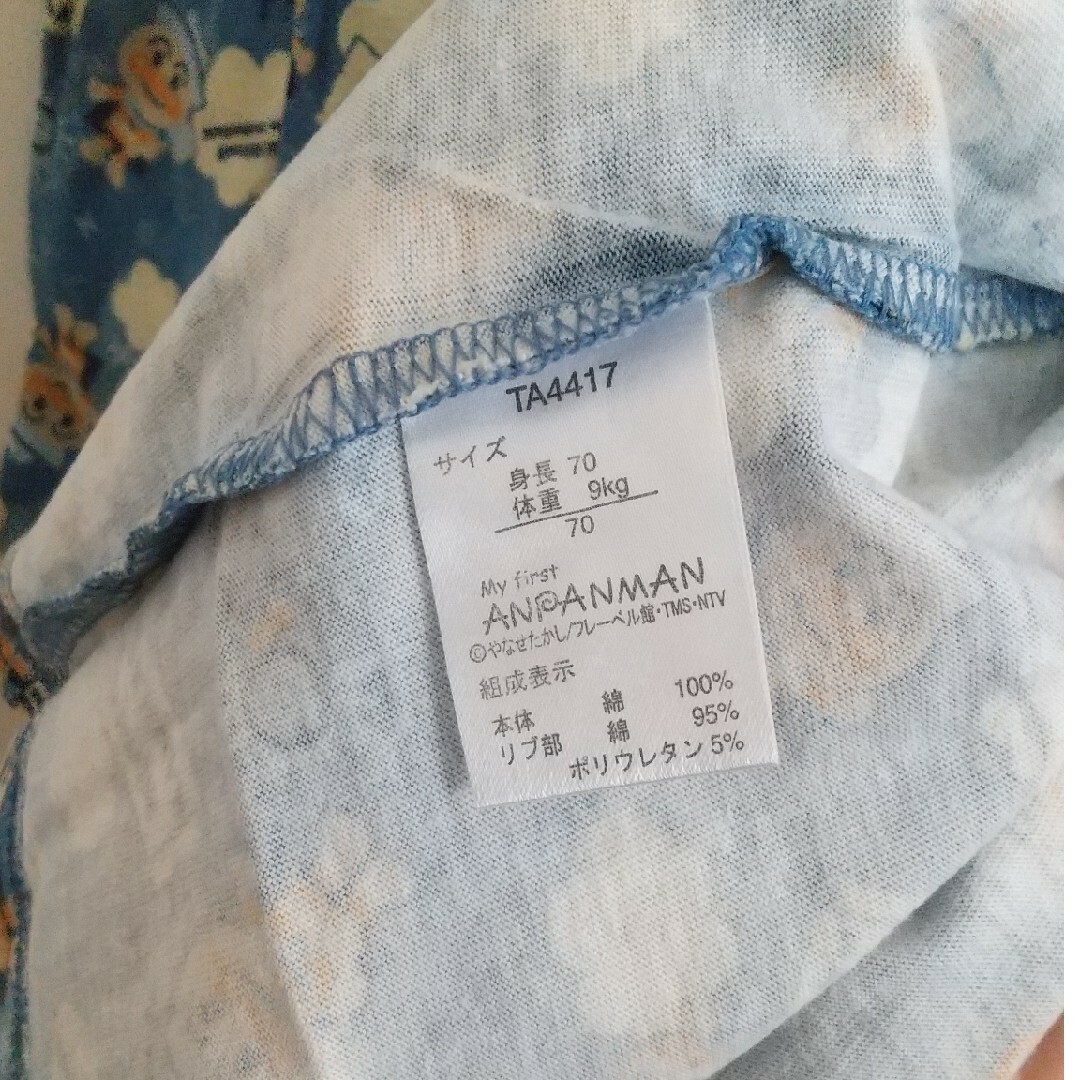 TA4417
サイズ
身長 70
体重 9kg
70
My first
ANPANMAN
©やなせたかし/フレーベル館・TMS・NTV
組成表示
本体 綿 100%
リブ部 綿 95%
ポリウレタン 5%